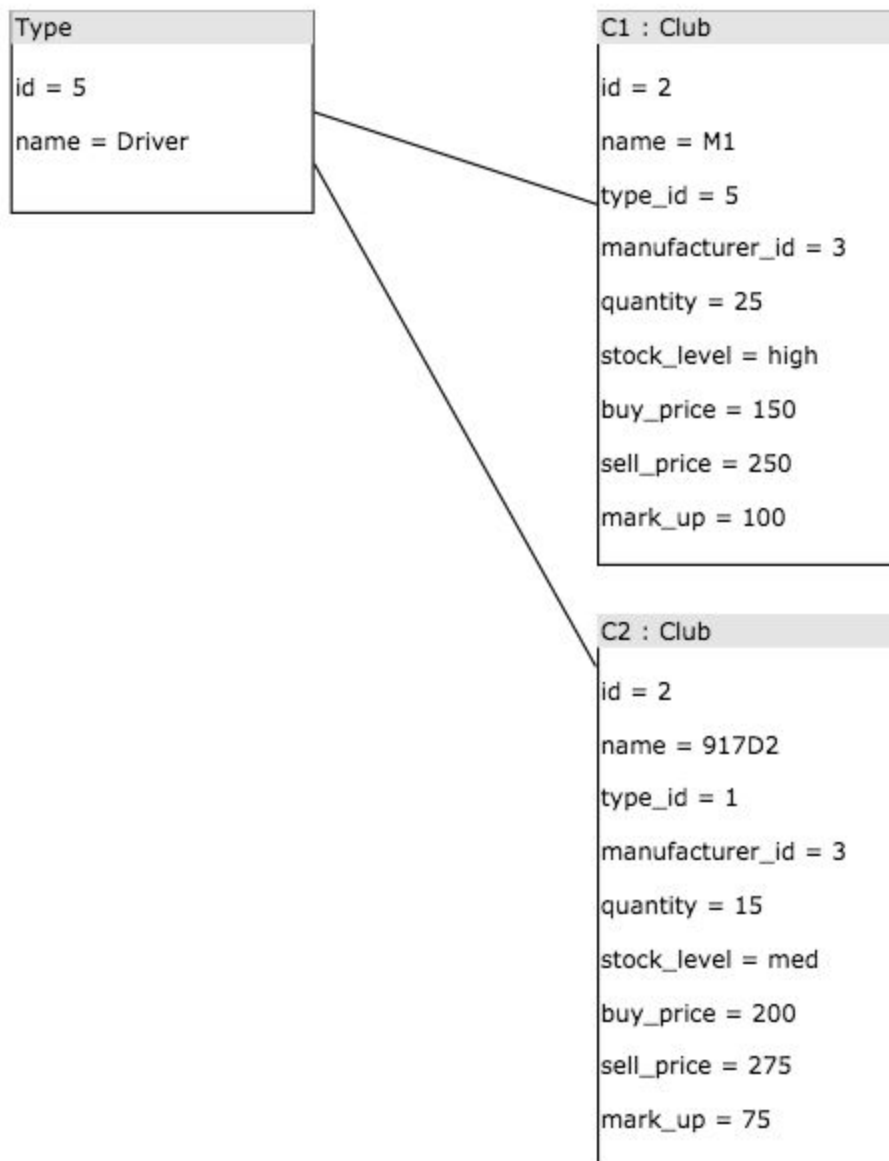 Type
id = 5
name = Driver
C1 : Club
id = 2
name = M1
type_id = 5
manufacturer_id = 3
quantity = 25
stock_level = high
buy_price = 150
sell_price = 250
mark_up = 100
C2 : Club
id = 2
name = 917D2
type_id = 1
manufacturer_id = 3
quantity = 15
stock_level = med
buy_price = 200
sell_price = 275
mark_up = 75